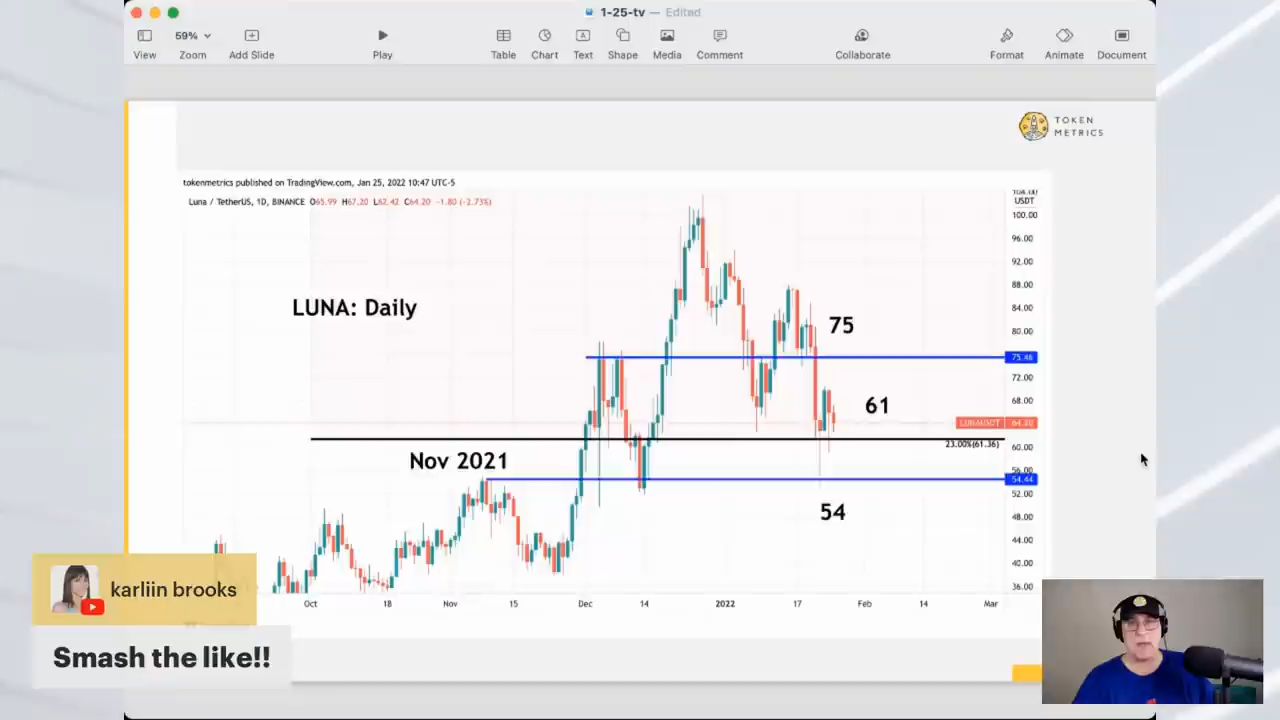 1-25-tv — Edited
59%
View
Zoom
Add Slide
Play
Table
Chart
Text
Shape
Media
Comment
Collaborate
Format
Animate
Document
TOKEN
METRICS
tokenmetrics published on TradingView.com, Jan 25, 2022 10:47 UTC-5
Luna / TetherUS, 1D, BINANCE O65.99 H67.20 L62.42 C64.20 -1.80 (-2.73%)
104.00
USDT
100.00
96.00
92.00
88.00
84.00
80.00
75.46
72.00
68.00
LUNAUSDT 64.20
60.00
56.00
54.44
52.00
48.00
44.00
40.00
36.00
LUNA: Daily
75
61
23.00%(61.36)
Nov 2021
54
Oct 18 Nov 15 Dec 14 2022 17 Feb 14 Mar
karliin brooks
Smash the like!!